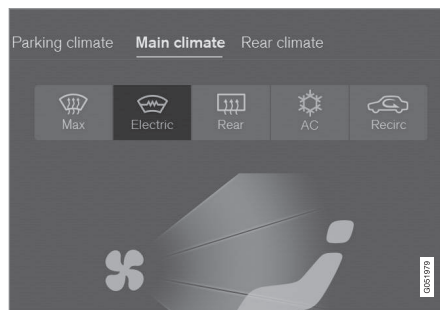 Parking climate Main climate Rear climate
Max Electric Rear AC Recirc
G051979